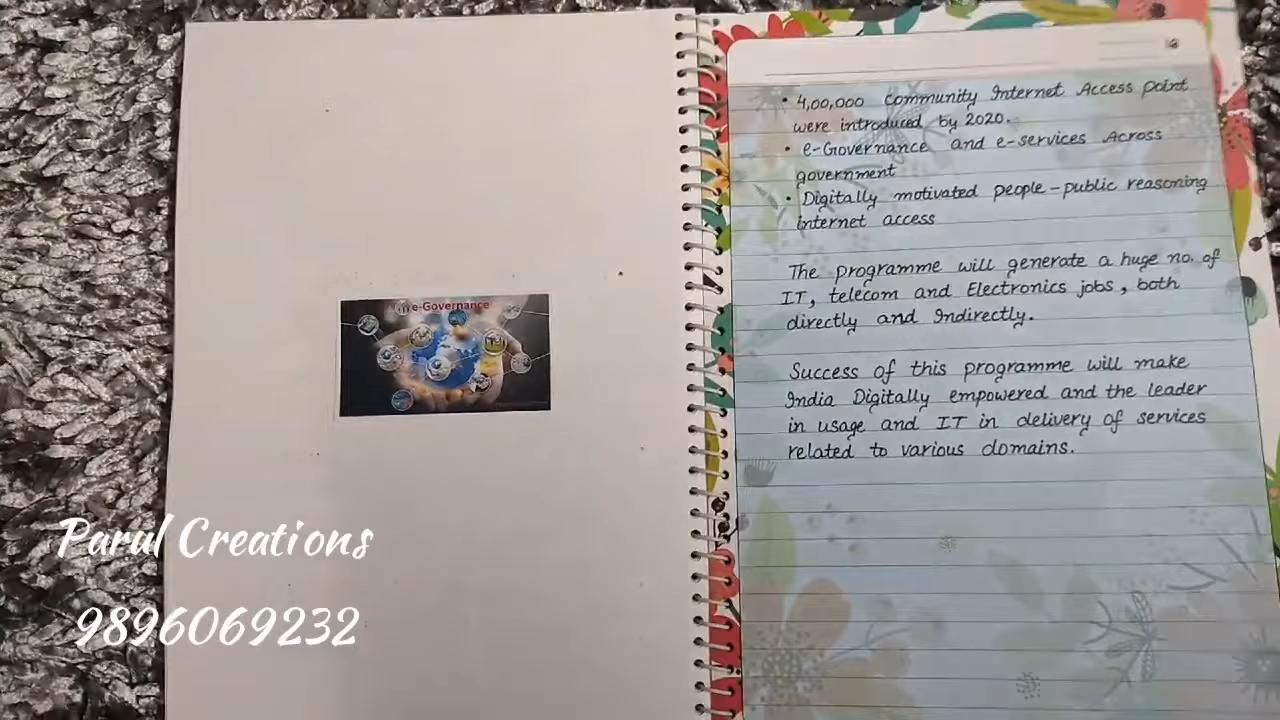 e-Governance
Parul Creations
9896069232
• 4,00,000 Community Internet Access point
were introduced by 2020.
• e-Governance and e-services Across
government
• Digitally motivated people - public reasoning
internet access
The programme will generate a huge no. of
IT, telecom and Electronics jobs, both
directly and Indirectly.
Success of this programme will make
India Digitally empowered and the leader
in usage and IT in delivery of services
related to various domains.